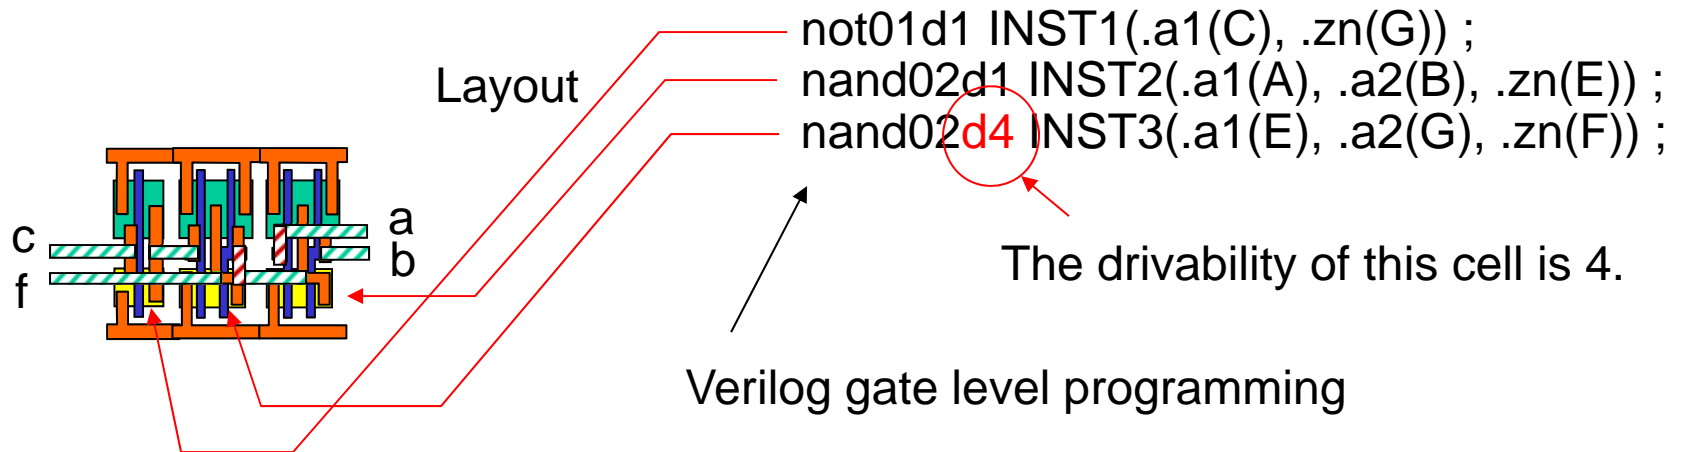 not01d1 INST1(.a1(C), .zn(G)) ;
Layout
nand02d1 INST2(.a1(A), .a2(B), .zn(E)) ;
nand02d4 INST3(.a1(E), .a2(G), .zn(F)) ;
a
c
b
f
The drivability of this cell is 4.
Verilog gate level programming